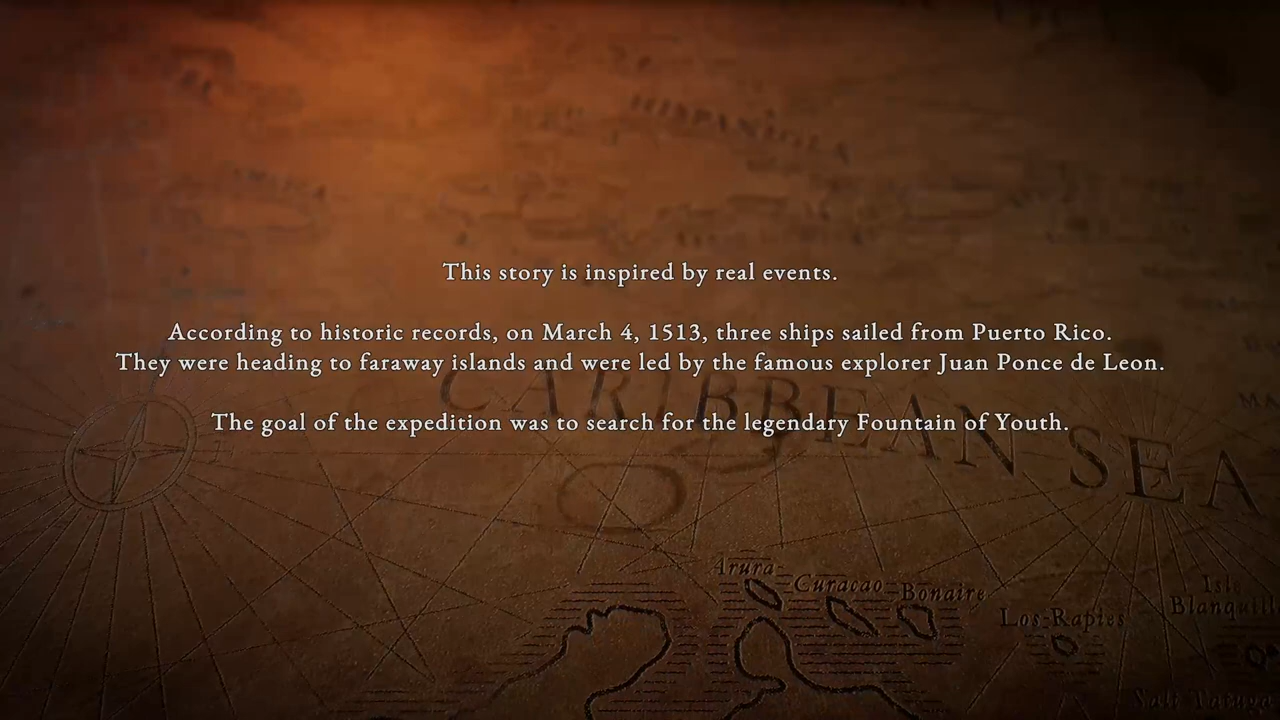 HISPANIOLA
This story is inspired by real events.
According to historic records, on March 4, 1513, three ships sailed from Puerto Rico.
They were heading to faraway islands and were led by the famous explorer Juan Ponce de Leon.
CARIBBEAN SEA
The goal of the expedition was to search for the legendary Fountain of Youth.
Arura
Curacao
Bonaire
Los-Rapies
Isle